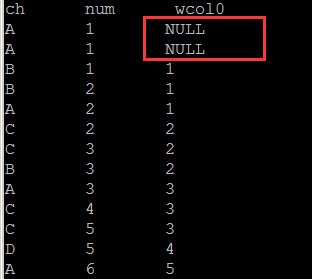 ch num wcol0
A 1 NULL
A 1 NULL
B 1 1
B 2 1
A 2 1
C 2 2
C 3 2
B 3 2
A 3 3
C 4 3
C 5 3
D 5 4
A 6 5